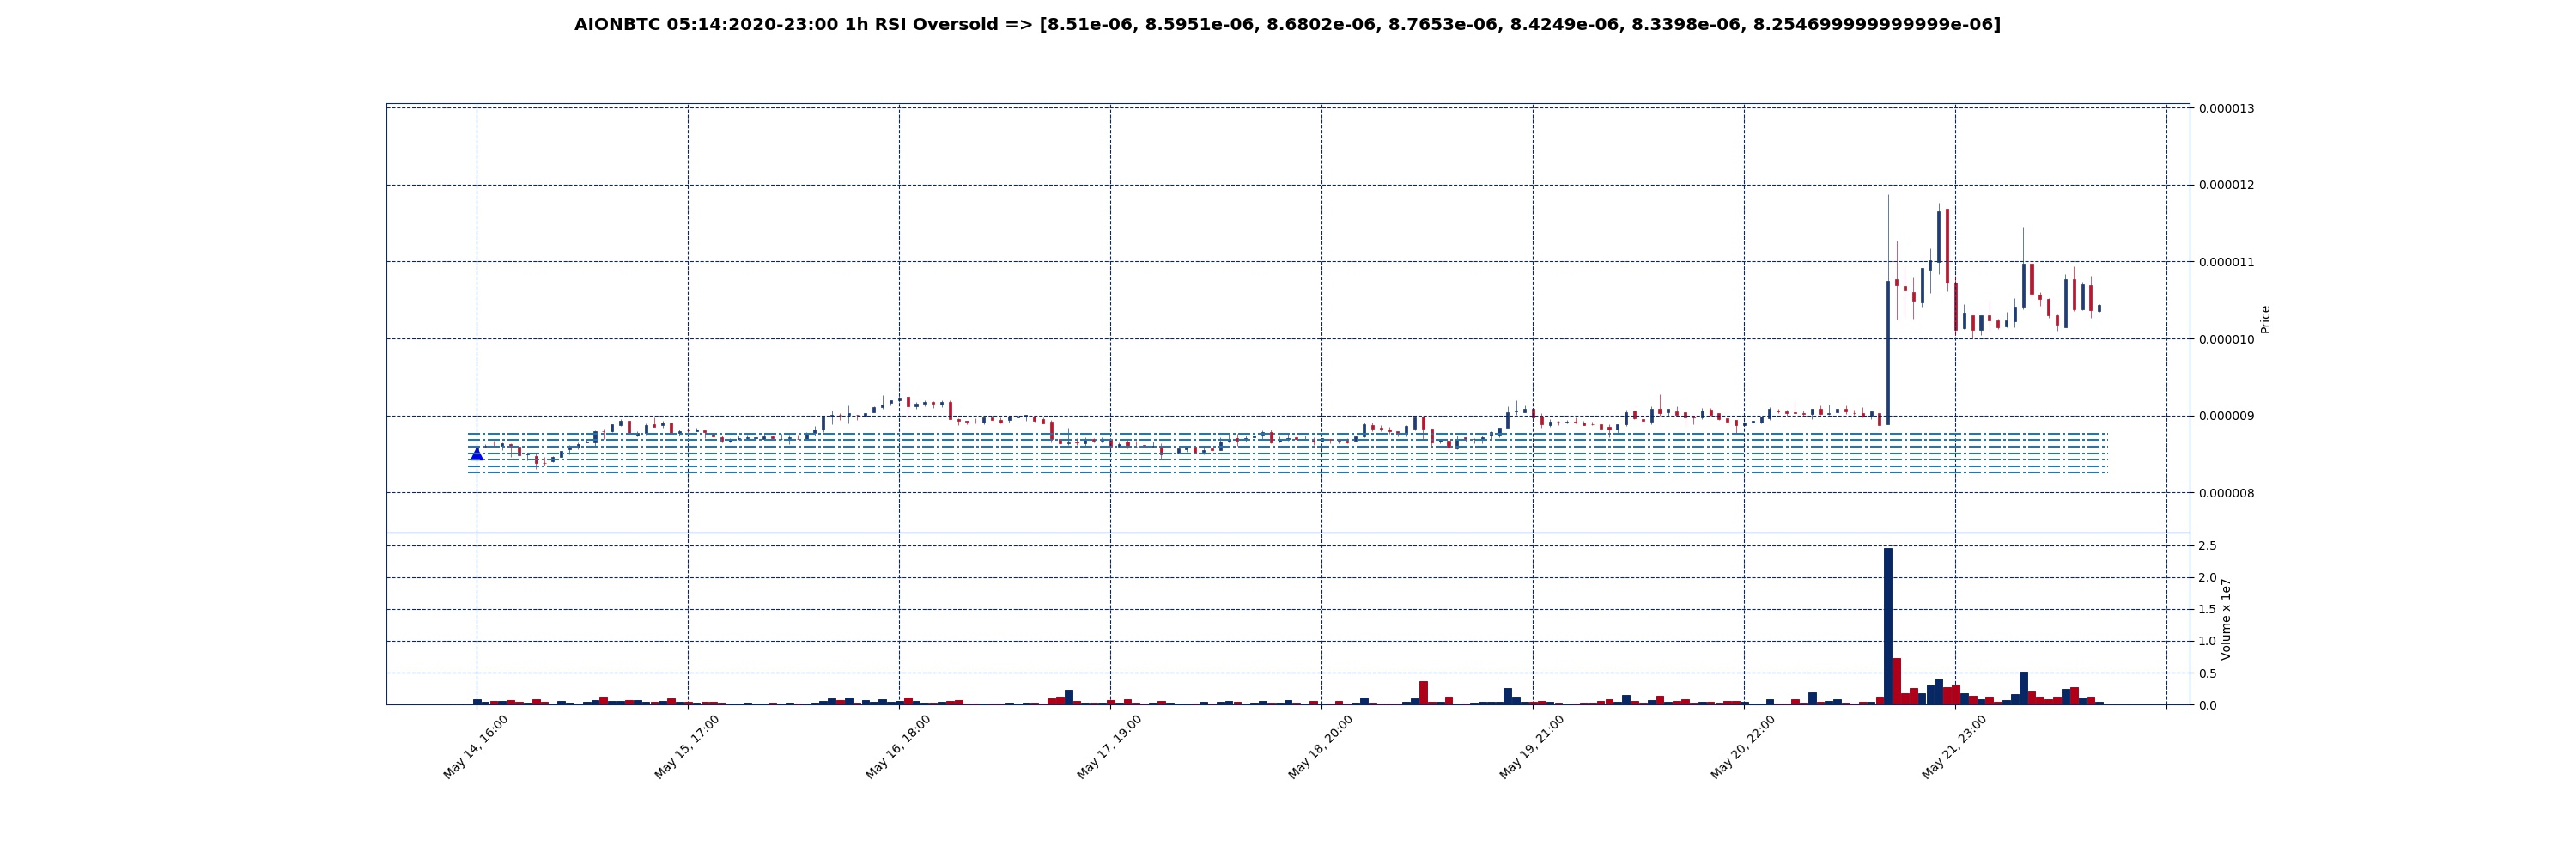 AIONBTC 05:14:2020-23:00 1h RSI Oversold => [8.51e-06, 8.5951e-06, 8.6802e-06, 8.7653e-06, 8.4249e-06, 8.3398e-06, 8.254699999999999e-06]
0.000013
0.000012
0.000011
0.000010
0.000009
0.000008
Price
2.5
2.0
1.5
1.0
0.5
0.0
Volume x 1e7
May 14, 16:00
May 15, 17:00
May 16, 18:00
May 17, 19:00
May 18, 20:00
May 19, 21:00
May 20, 22:00
May 21, 23:00